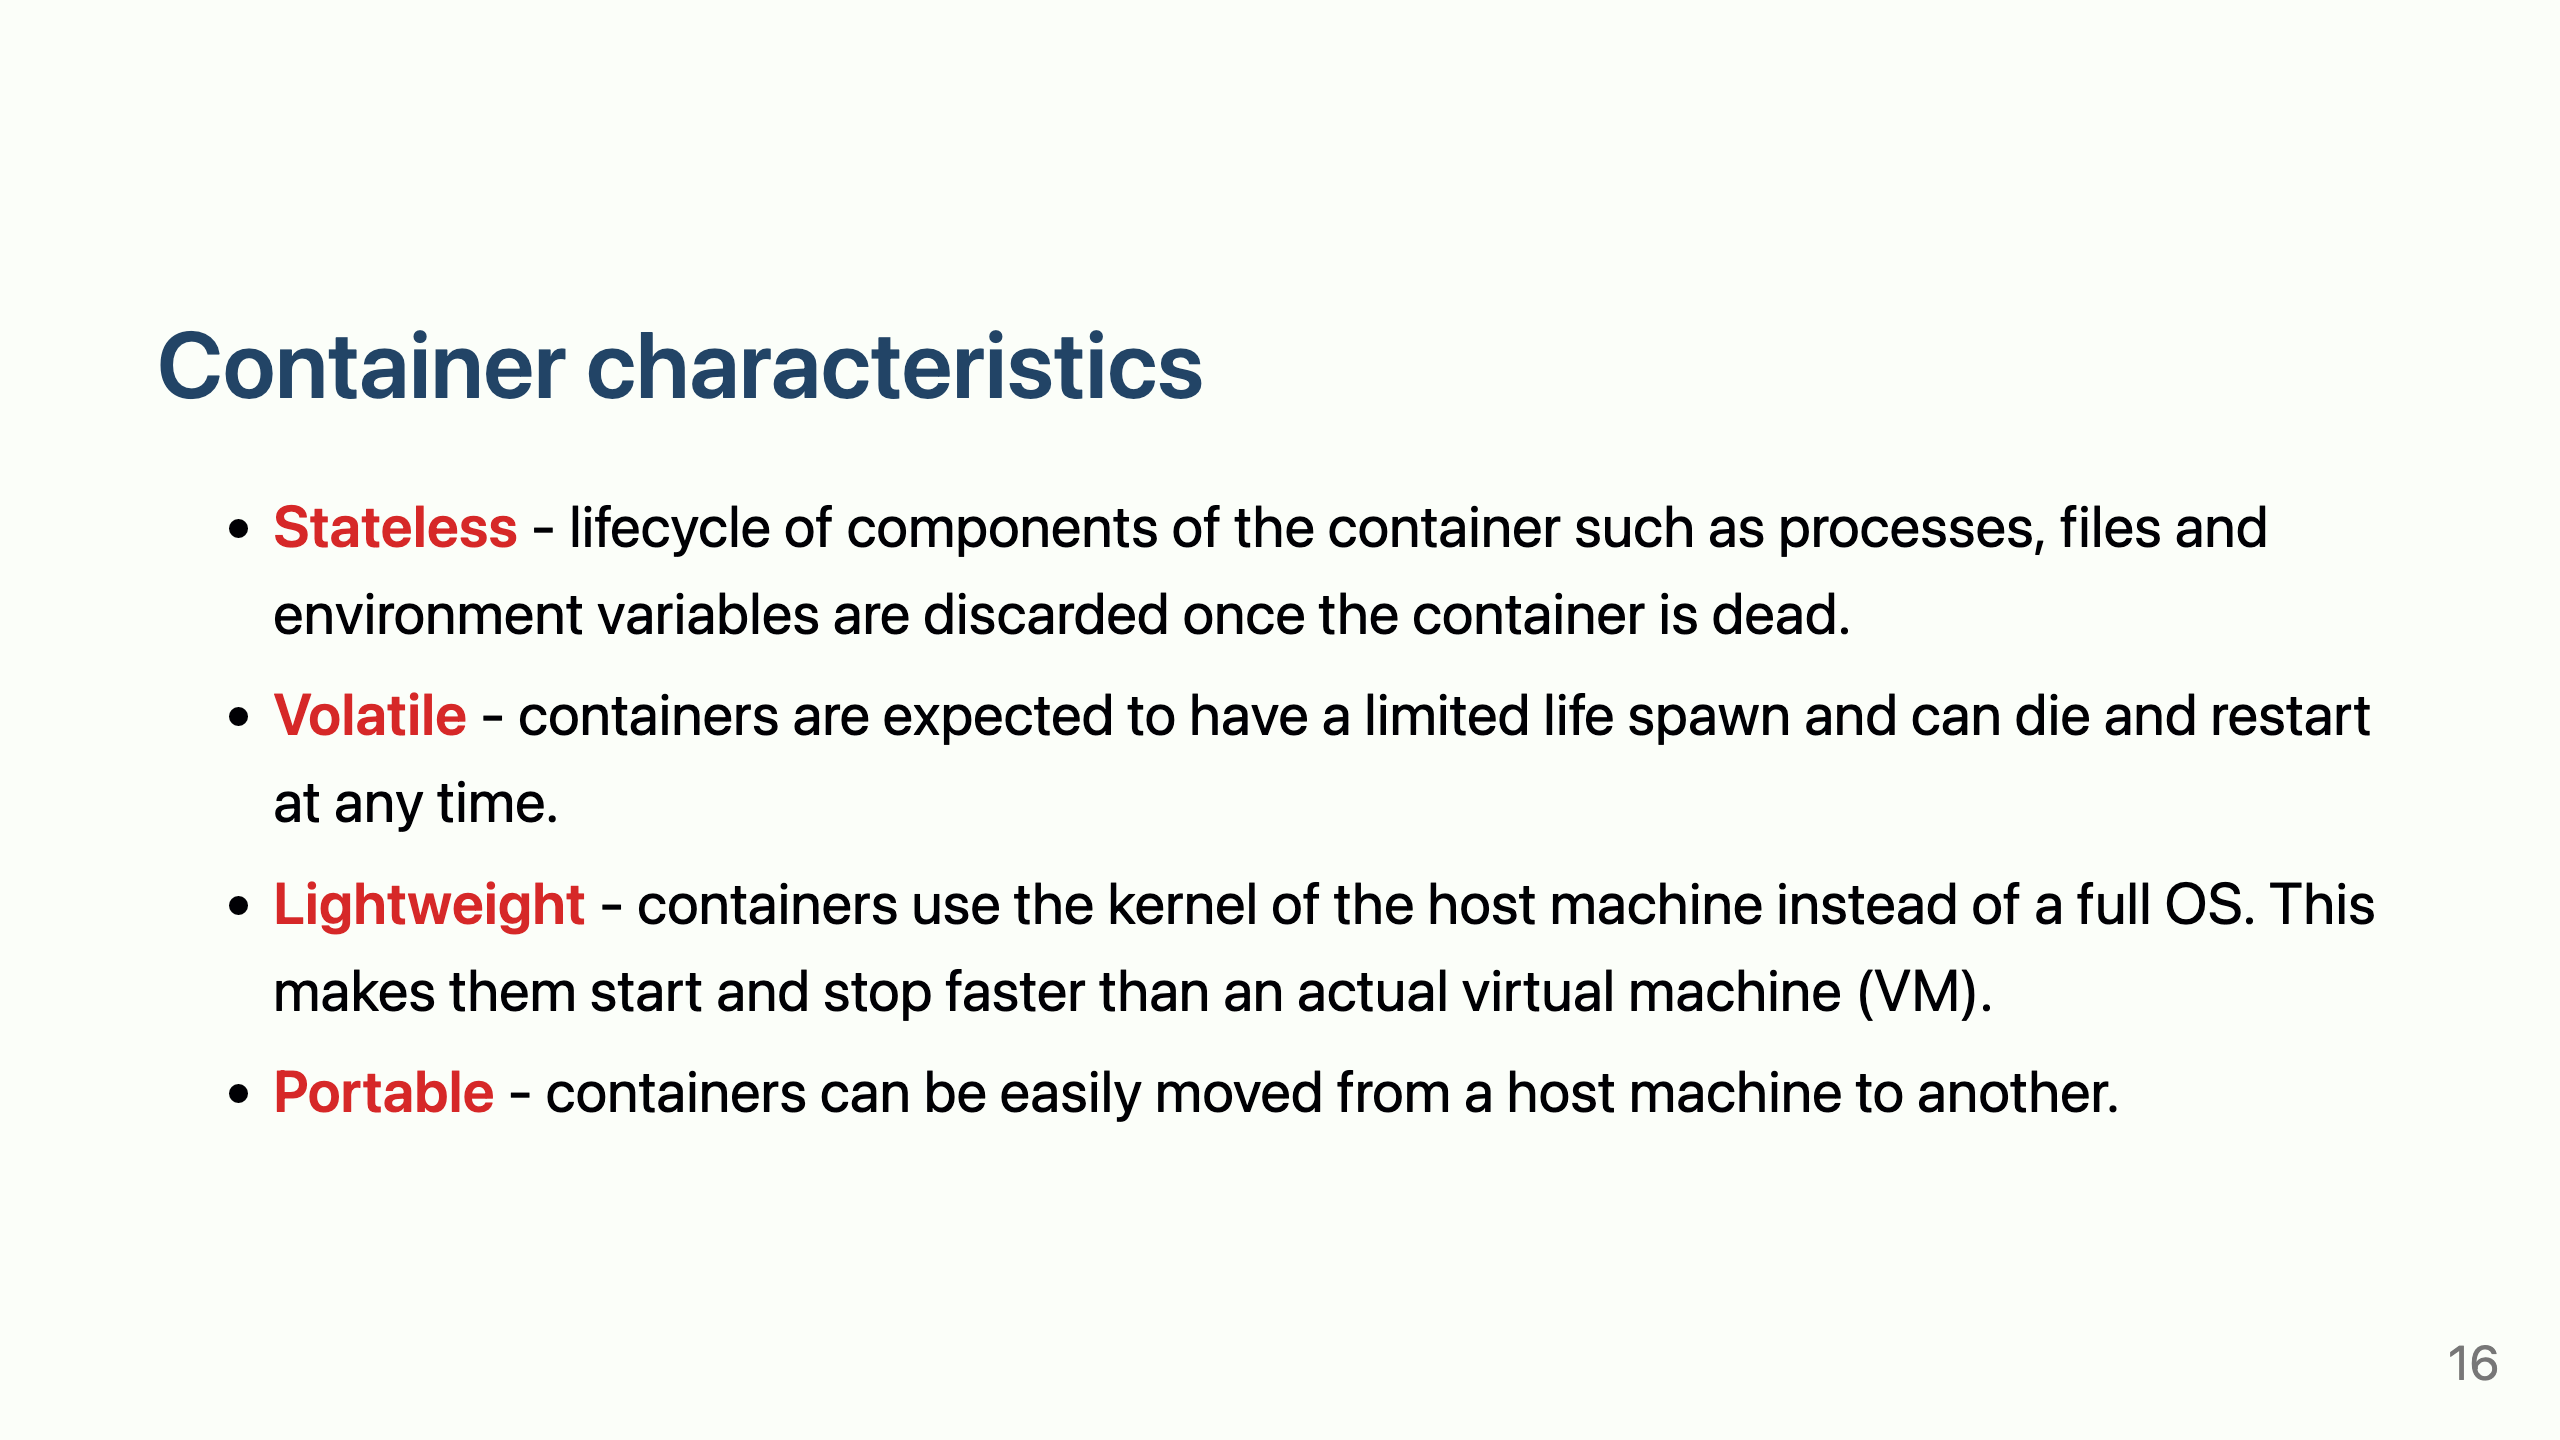 Container characteristics
• Stateless - lifecycle of components of the container such as processes, files and
environment variables are discarded once the container is dead.
• Volatile - containers are expected to have a limited life spawn and can die and restart
at any time.
• Lightweight - containers use the kernel of the host machine instead of a full OS. This
makes them start and stop faster than an actual virtual machine (VM).
• Portable - containers can be easily moved from a host machine to another.
16